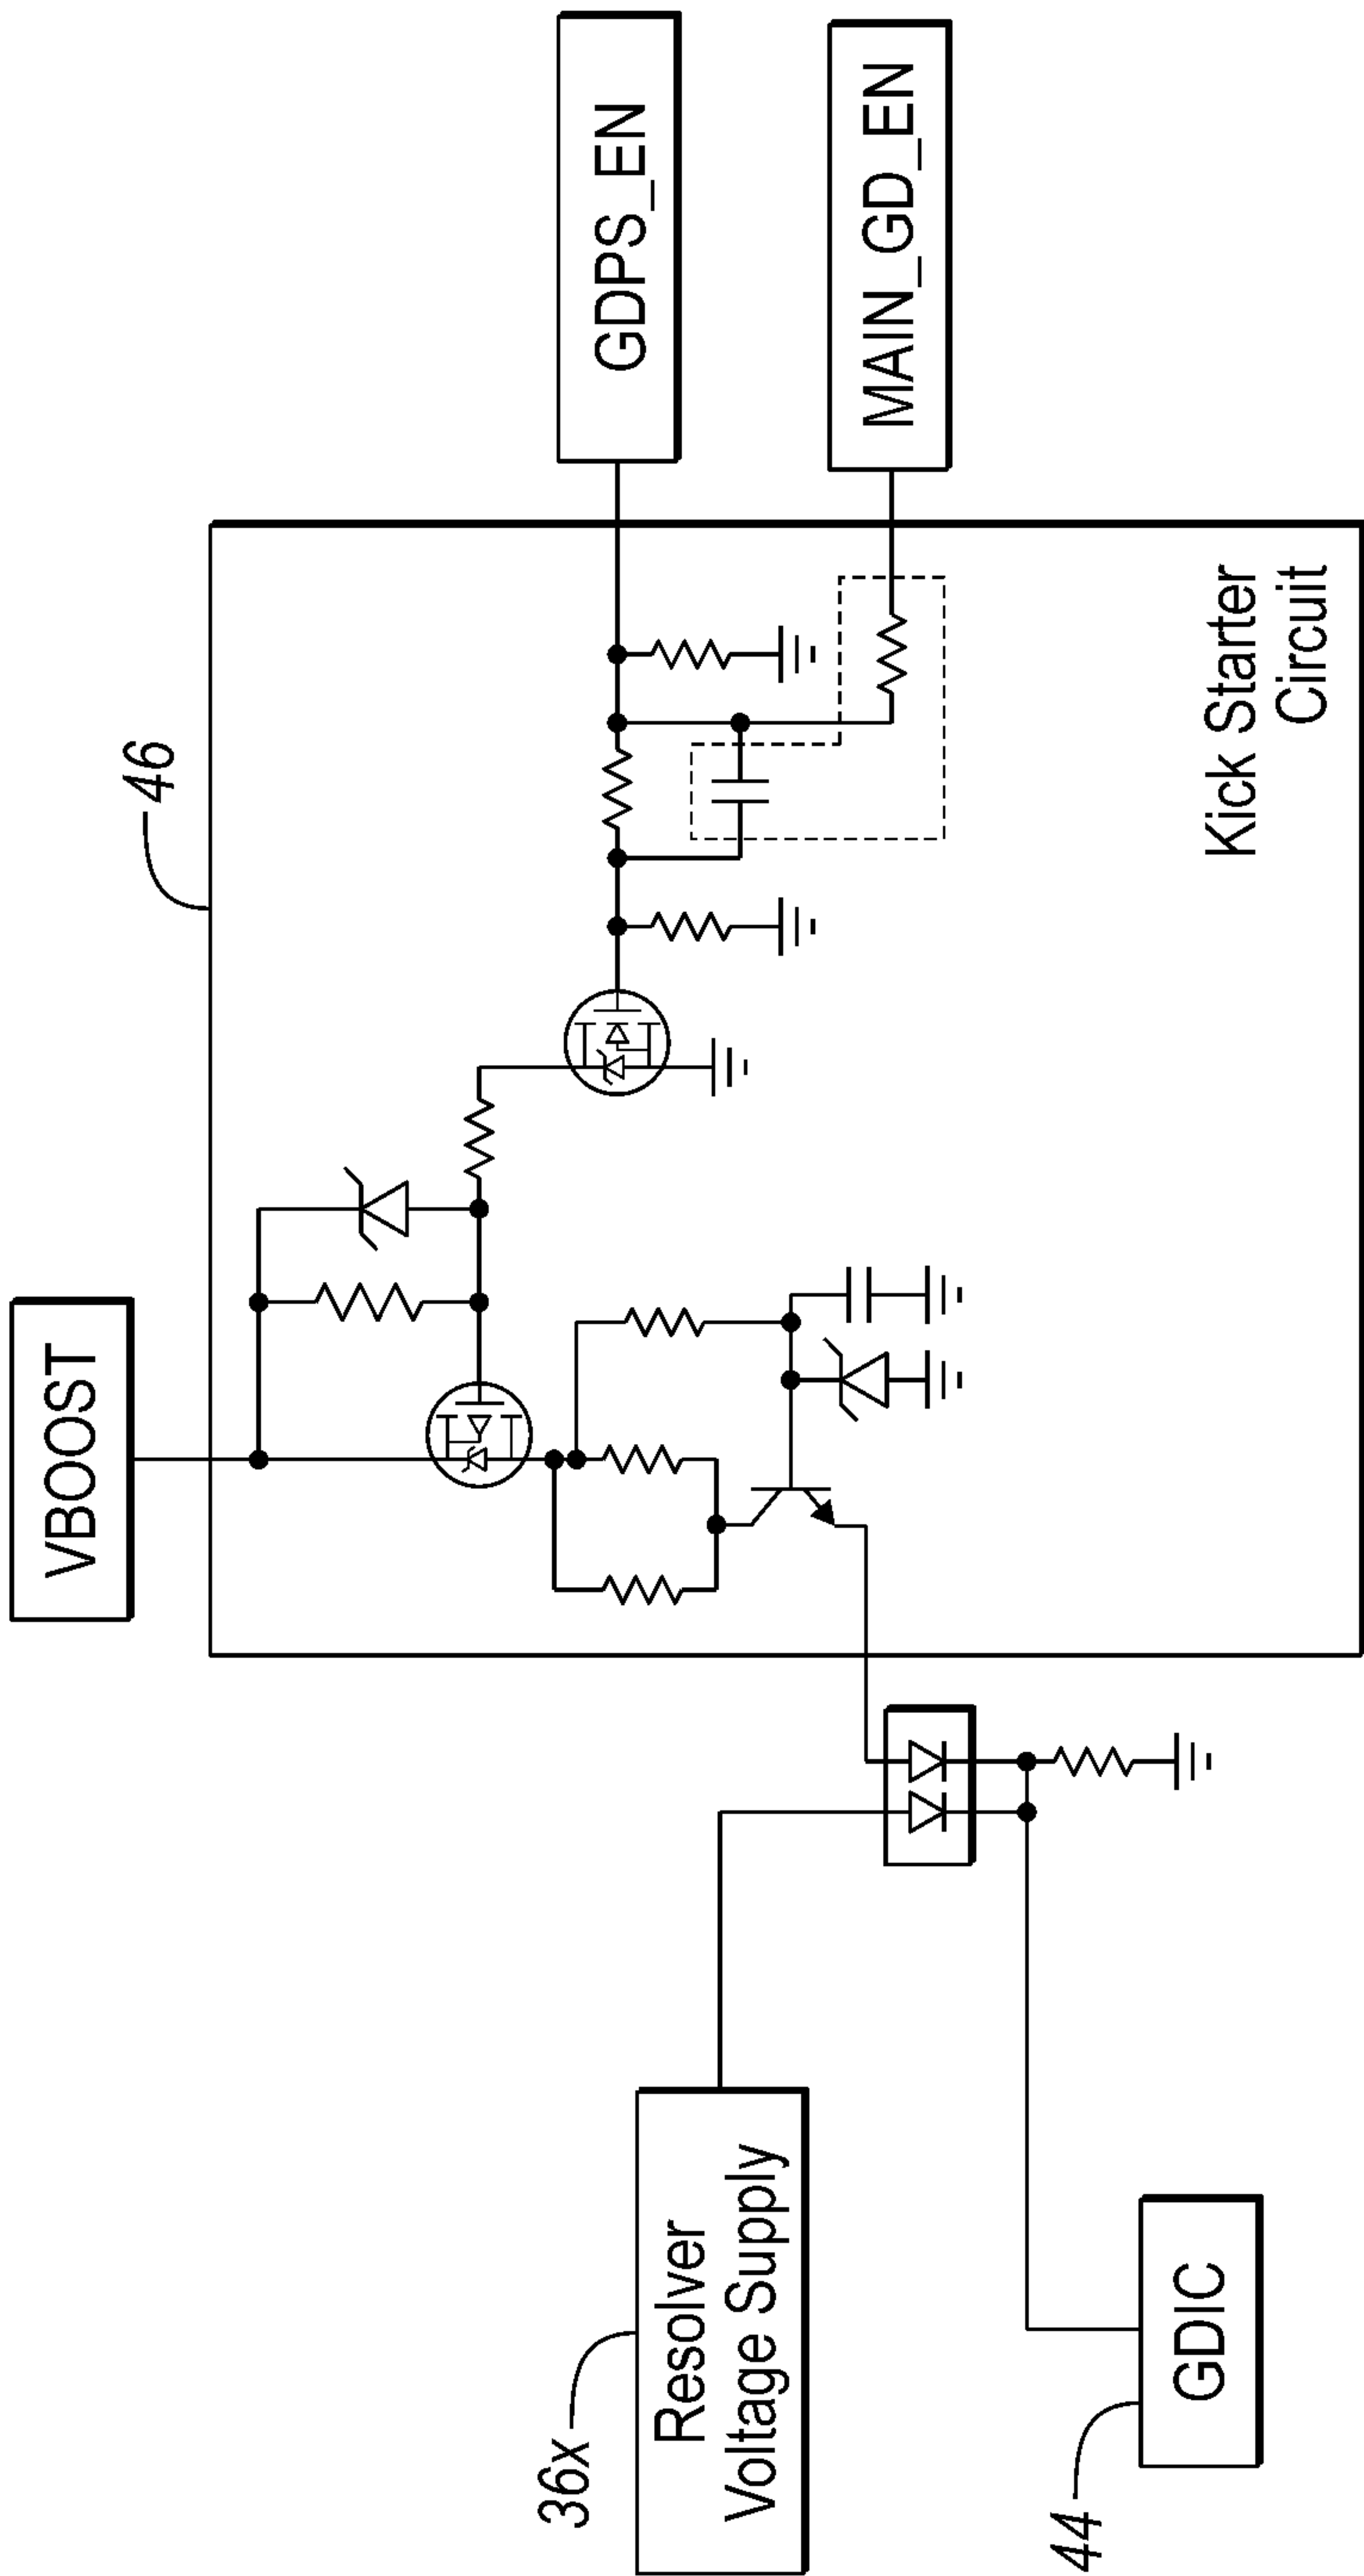 VBOOST
46
GDPS_EN
MAIN_GD_EN
Kick Starter
Circuit
36x
Resolver
Voltage Supply
44
GDIC